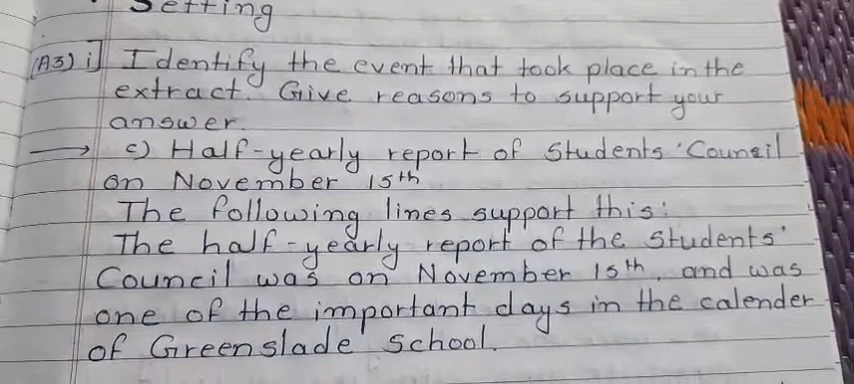 Setting
(A3) i] Identify the event that took place in the
extract. Give reasons to support your
answer.
→ c) Half-yearly report of Students' Council
on November 15th
The following lines support this:
The half-yearly report of the Students'
Council was on November 15th, and was
one of the important days in the calender
of Greenslade School.